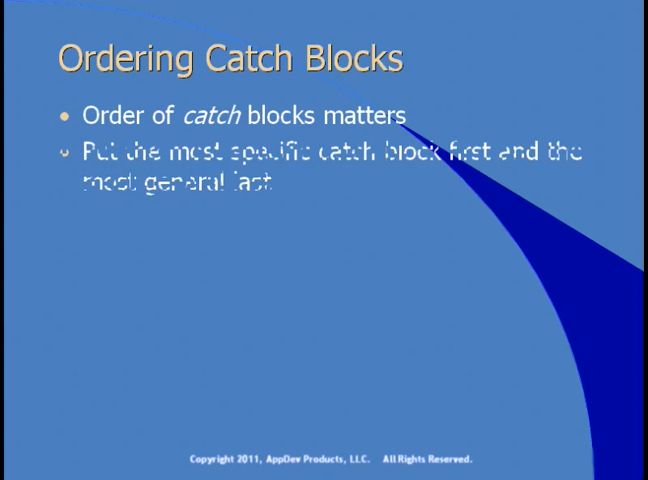 Ordering Catch Blocks
• Order of catch blocks matters
• Put the most specific catch block first and the
most general last
Copyright 2011, AppDev Products, LLC. All Rights Reserved.